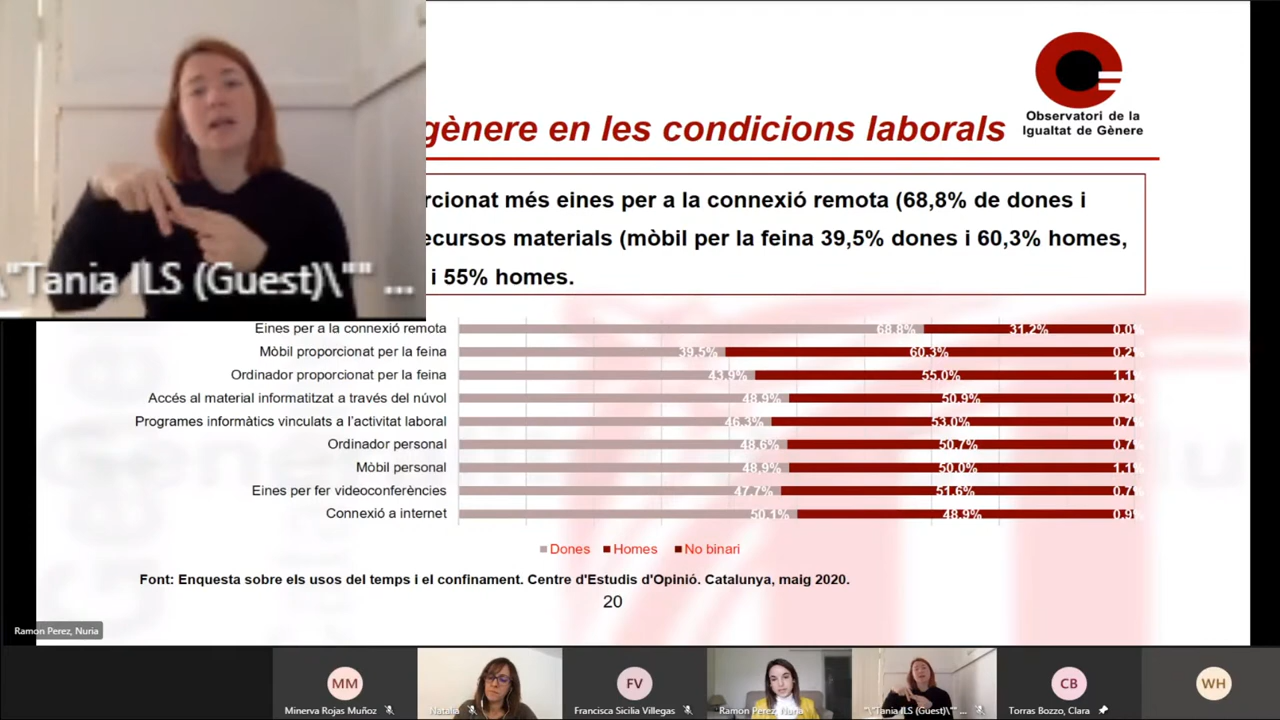 Observatori de la
Igualtat de Gènere
gènere en les condicions laborals
rcionat més eines per a la connexió remota (68,8% de dones i
ecursos materials (mòbil per la feina 39,5% dones i 60,3% homes,
i 55% homes.
\"Tania ILS (Guest)\"" ...
Eines per a la connexió remota 68.8% 31.2% 0.0%
Mòbil proporcionat per la feina 39.5% 60.3% 0.2%
Ordinador proporcionat per la feina 43.9% 55.0% 1.1%
Accés al material informatitzat a través del núvol 48.9% 50.9% 0.2%
Programes informàtics vinculats a l'activitat laboral 46.3% 53.0% 0.7%
Ordinador personal 48.6% 50.7% 0.7%
Mòbil personal 48.9% 50.0% 1.1%
Eines per fer videoconferències 47.7% 51.6% 0.7%
Connexió a internet 50.1% 48.9% 0.9%
Dones Homes No binari
Font: Enquesta sobre els usos del temps i el confinament. Centre d'Estudis d'Opinió. Catalunya, maig 2020.
20
Ramon Perez, Nuria
MM FV CB WH
Minerva Rojas Muñoz Natalia Francisca Sicilia Villegas Ramon Perez, Nuria \"Tania ILS (Guest)\"" ... Torras Bozzo, Clara